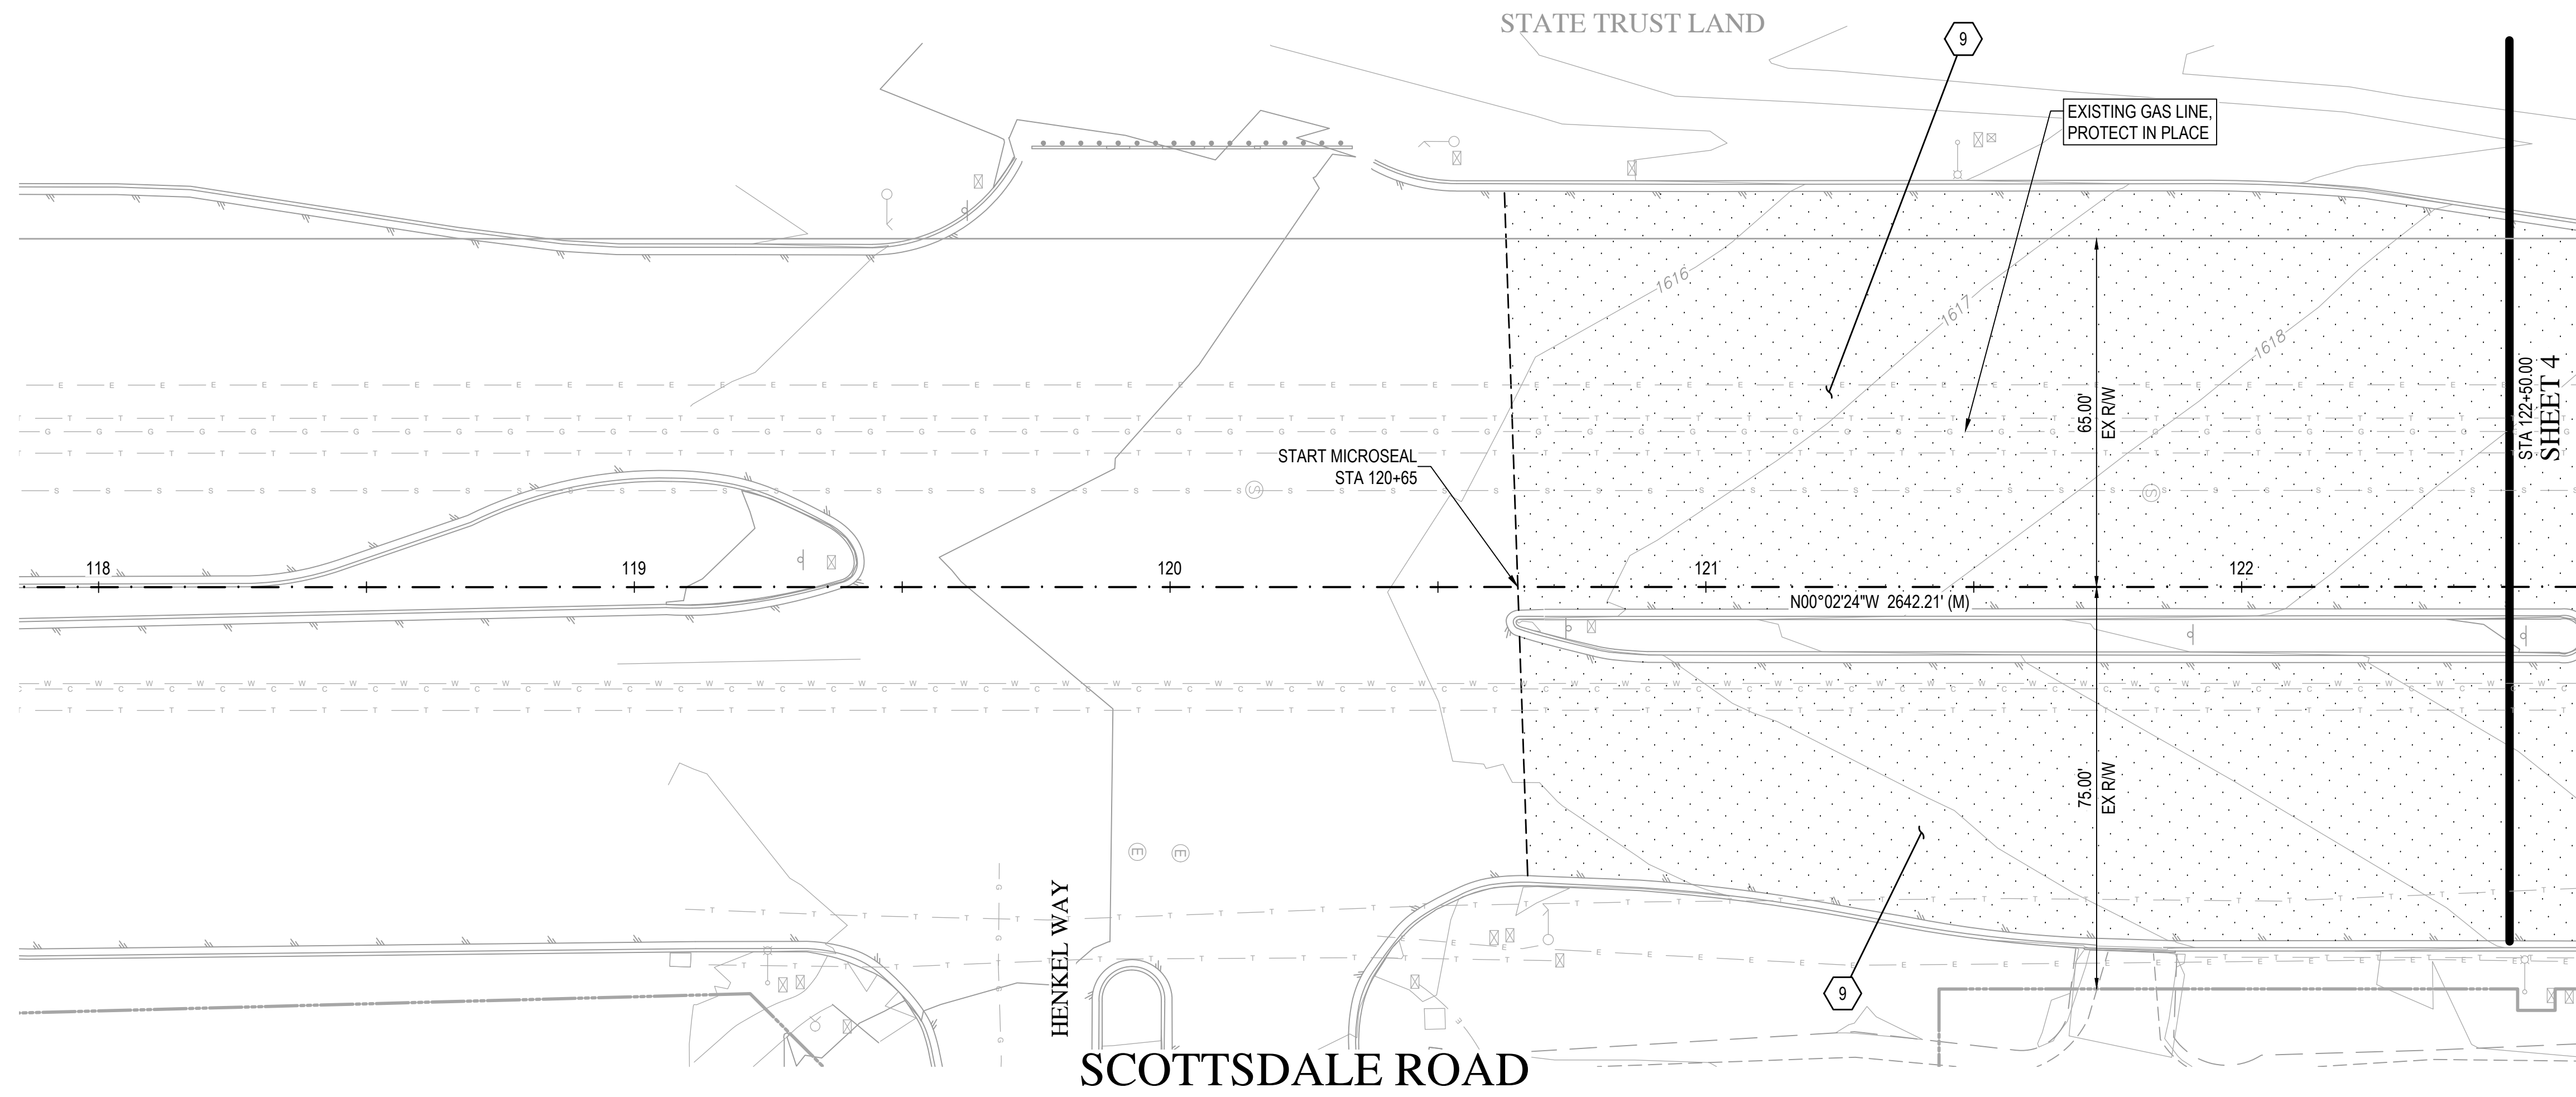 STATE TRUST LAND
9
EXISTING GAS LINE,
PROTECT IN PLACE
1616
1617
1618
65.00'
EX R/W
STA 122+50.00
SHEET 4
START MICROSEAL
STA 120+65
118
119
120
121
122
N00°02'24"W 2642.21' (M)
75.00'
EX R/W
9
HENKEL WAY
SCOTTSDALE ROAD
E E E E E E E E E E E E E E E E E E
T T T T T T T T T T T T T T T T T T
G G G G G G G G G G G G G G G G G G
T T T T T T T T T T T T T T T T T T
S S S S S S S S S S S S S S S S S S
W W W W W W W W W W W W W W W W W W
C C C C C C C C C C C C C C C C C C
T T T T T T T T T T T T T T T T T T
S
S
E
E